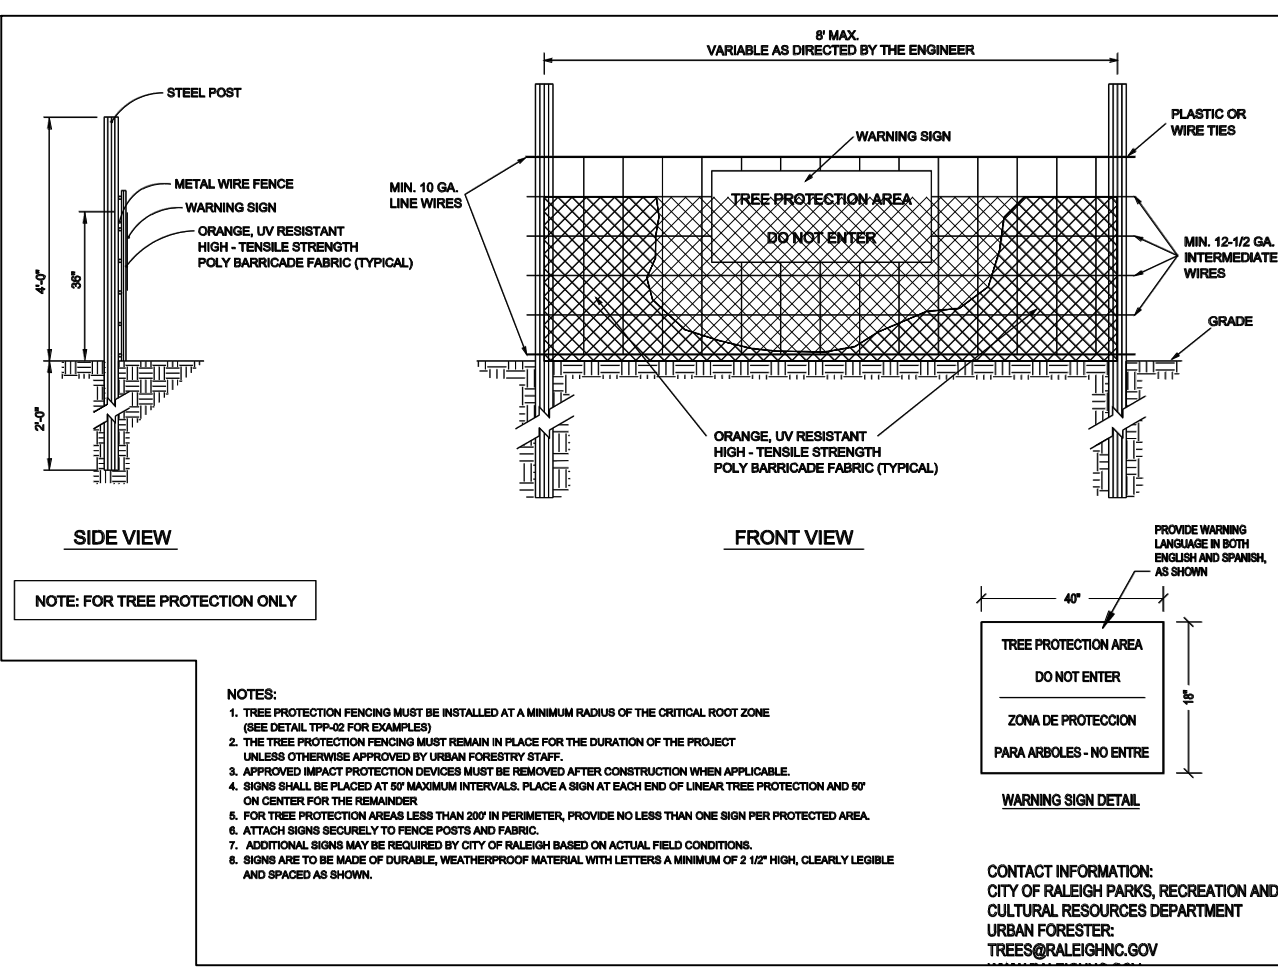 8' MAX.
VARIABLE AS DIRECTED BY THE ENGINEER
STEEL POST
METAL WIRE FENCE
WARNING SIGN
ORANGE, UV RESISTANT
HIGH - TENSILE STRENGTH
POLY BARRICADE FABRIC (TYPICAL)
4'-0"
36"
2'-0"
SIDE VIEW
MIN. 10 GA.
LINE WIRES
WARNING SIGN
TREE PROTECTION AREA
DO NOT ENTER
PLASTIC OR
WIRE TIES
MIN. 12-1/2 GA.
INTERMEDIATE
WIRES
GRADE
ORANGE, UV RESISTANT
HIGH - TENSILE STRENGTH
POLY BARRICADE FABRIC (TYPICAL)
FRONT VIEW
NOTE: FOR TREE PROTECTION ONLY
PROVIDE WARNING
LANGUAGE IN BOTH
ENGLISH AND SPANISH,
AS SHOWN
40"
TREE PROTECTION AREA
DO NOT ENTER
ZONA DE PROTECCION
PARA ARBOLES - NO ENTRE
18"
WARNING SIGN DETAIL
NOTES:
1. TREE PROTECTION FENCING MUST BE INSTALLED AT A MINIMUM RADIUS OF THE CRITICAL ROOT ZONE
(SEE DETAIL TPP-02 FOR EXAMPLES)
2. THE TREE PROTECTION FENCING MUST REMAIN IN PLACE FOR THE DURATION OF THE PROJECT
UNLESS OTHERWISE APPROVED BY URBAN FORESTRY STAFF.
3. APPROVED IMPACT PROTECTION DEVICES MUST BE REMOVED AFTER CONSTRUCTION WHEN APPLICABLE.
4. SIGNS SHALL BE PLACED AT 50' MAXIMUM INTERVALS. PLACE A SIGN AT EACH END OF LINEAR TREE PROTECTION AND 50'
ON CENTER FOR THE REMAINDER
5. FOR TREE PROTECTION AREAS LESS THAN 200' IN PERIMETER, PROVIDE NO LESS THAN ONE SIGN PER PROTECTED AREA.
6. ATTACH SIGNS SECURELY TO FENCE POSTS AND FABRIC.
7. ADDITIONAL SIGNS MAY BE REQUIRED BY CITY OF RALEIGH BASED ON ACTUAL FIELD CONDITIONS.
8. SIGNS ARE TO BE MADE OF DURABLE, WEATHERPROOF MATERIAL WITH LETTERS A MINIMUM OF 2 1/2" HIGH, CLEARLY LEGIBLE
AND SPACED AS SHOWN.
CONTACT INFORMATION:
CITY OF RALEIGH PARKS, RECREATION AND
CULTURAL RESOURCES DEPARTMENT
URBAN FORESTER:
TREES@RALEIGHNC.GOV